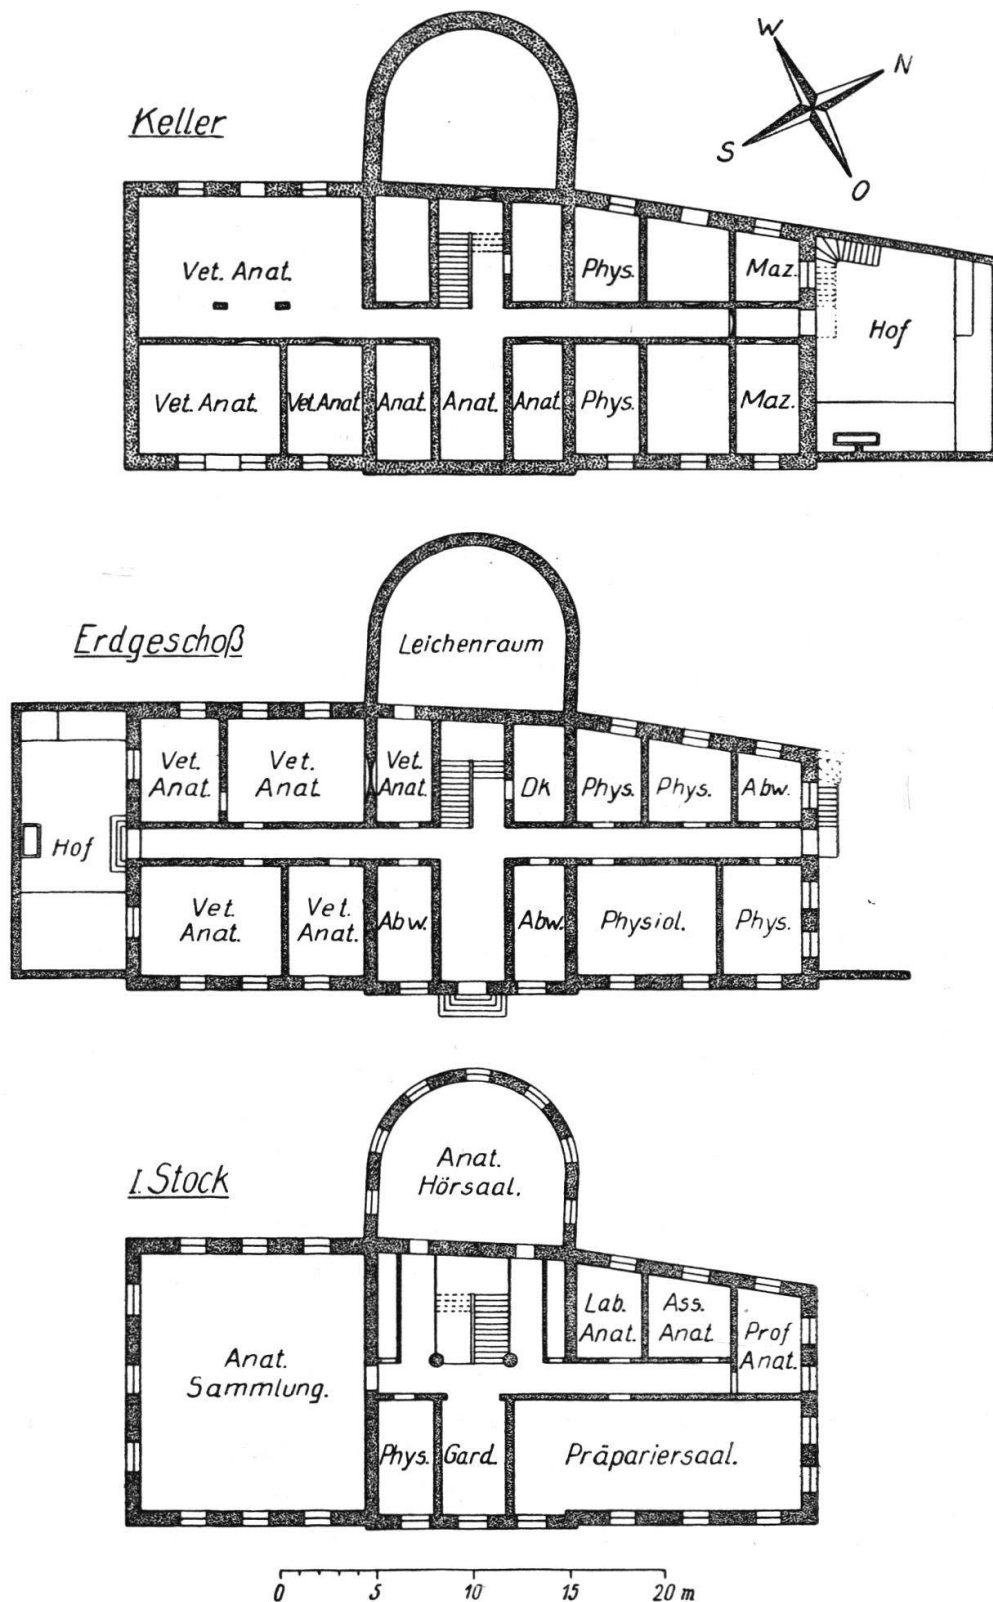 Keller
W
N
S
O
Vet. Anat.
Phys.
Maz.
Hof
Vet. Anat.
Vet. Anat.
Anat.
Anat.
Anat.
Phys.
Maz.
Erdgeschoß
Leichenraum
Hof
Vet.
Anat.
Vet.
Anat.
Vet.
Anat.
DK
Phys.
Phys.
Abw.
Vet.
Anat.
Vet.
Anat.
Abw.
Abw.
Physiol.
Phys.
I. Stock
Anat.
Hörsaal.
Anat.
Sammlung.
Lab.
Anat.
Ass.
Anat
Prof
Anat.
Phys.
Gard.
Präpariersaal.
0 5 10 15 20 m